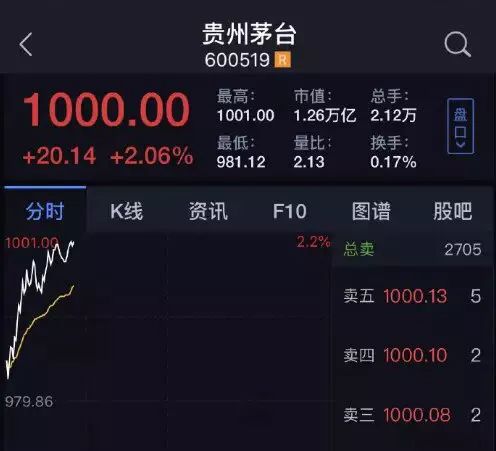 贵州茅台
600519 R
1000.00
+20.14 +2.06%
最高: 市值: 总手:
1001.00 1.26万亿 2.12万
最低: 量比: 换手:
981.12 2.13 0.17%
盘口
分时 K线 资讯 F10 图谱 股吧
1001.00 2.2%
979.86
总卖 2705
卖五 1000.13 5
卖四 1000.10 2
卖三 1000.08 2